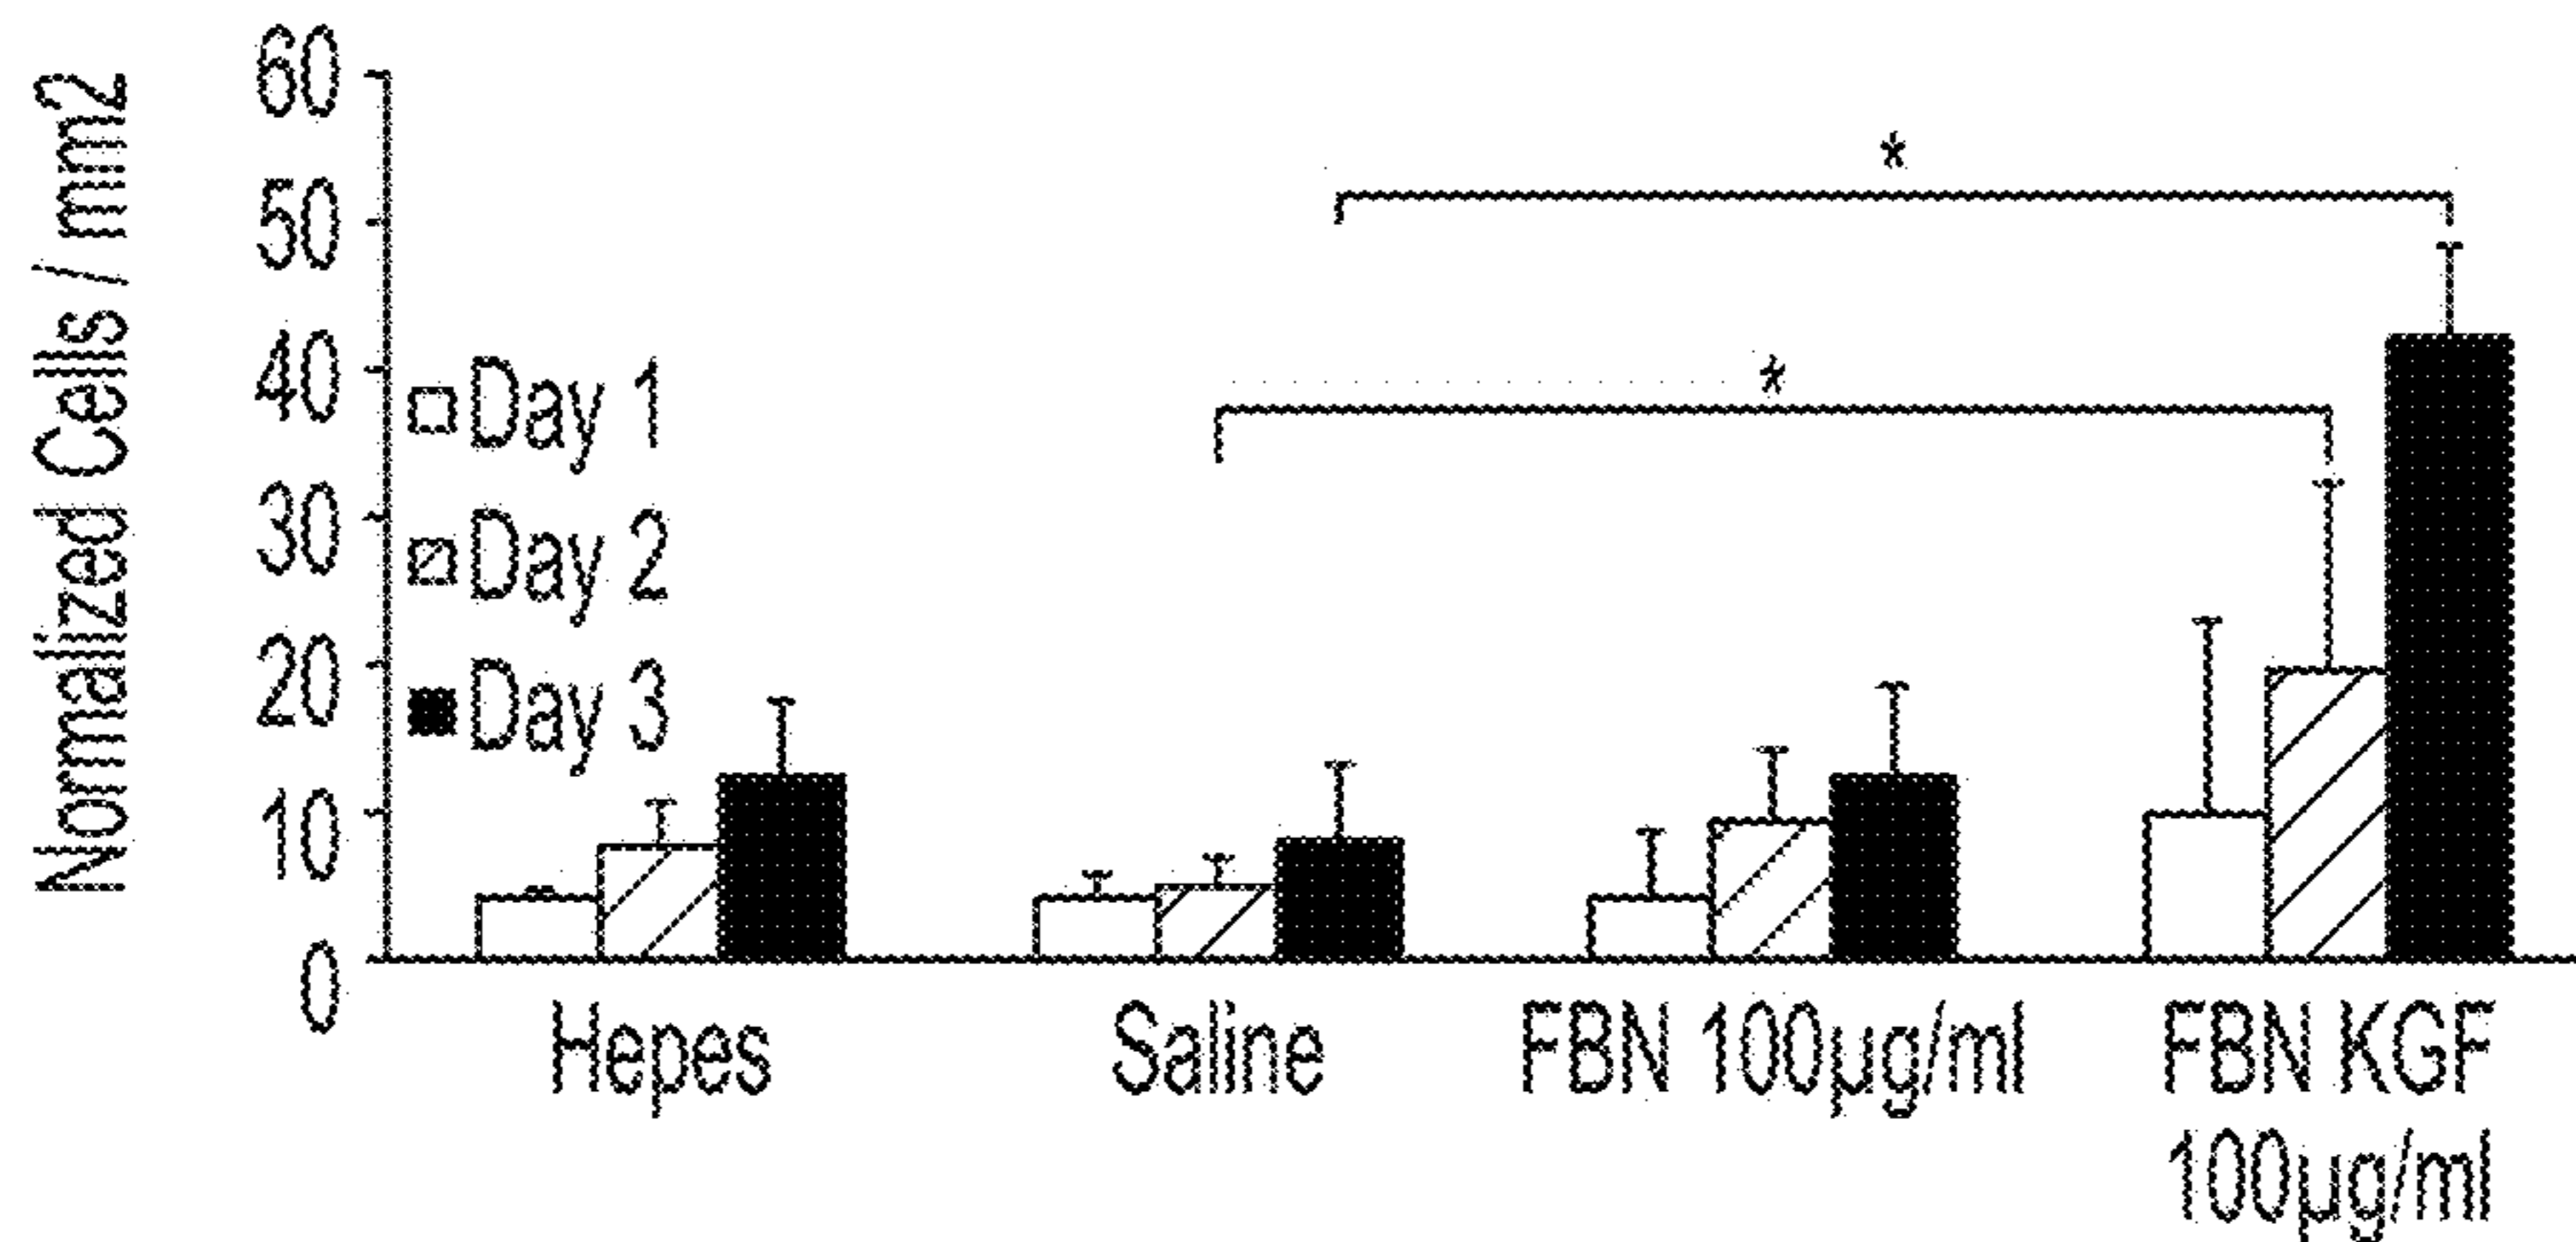 Normalized Cells / mm2
60
50
40
30
20
10
0
Day 1
Day 2
Day 3
*
*
Hepes
Saline
FBN 100µg/ml
FBN KGF
100µg/ml